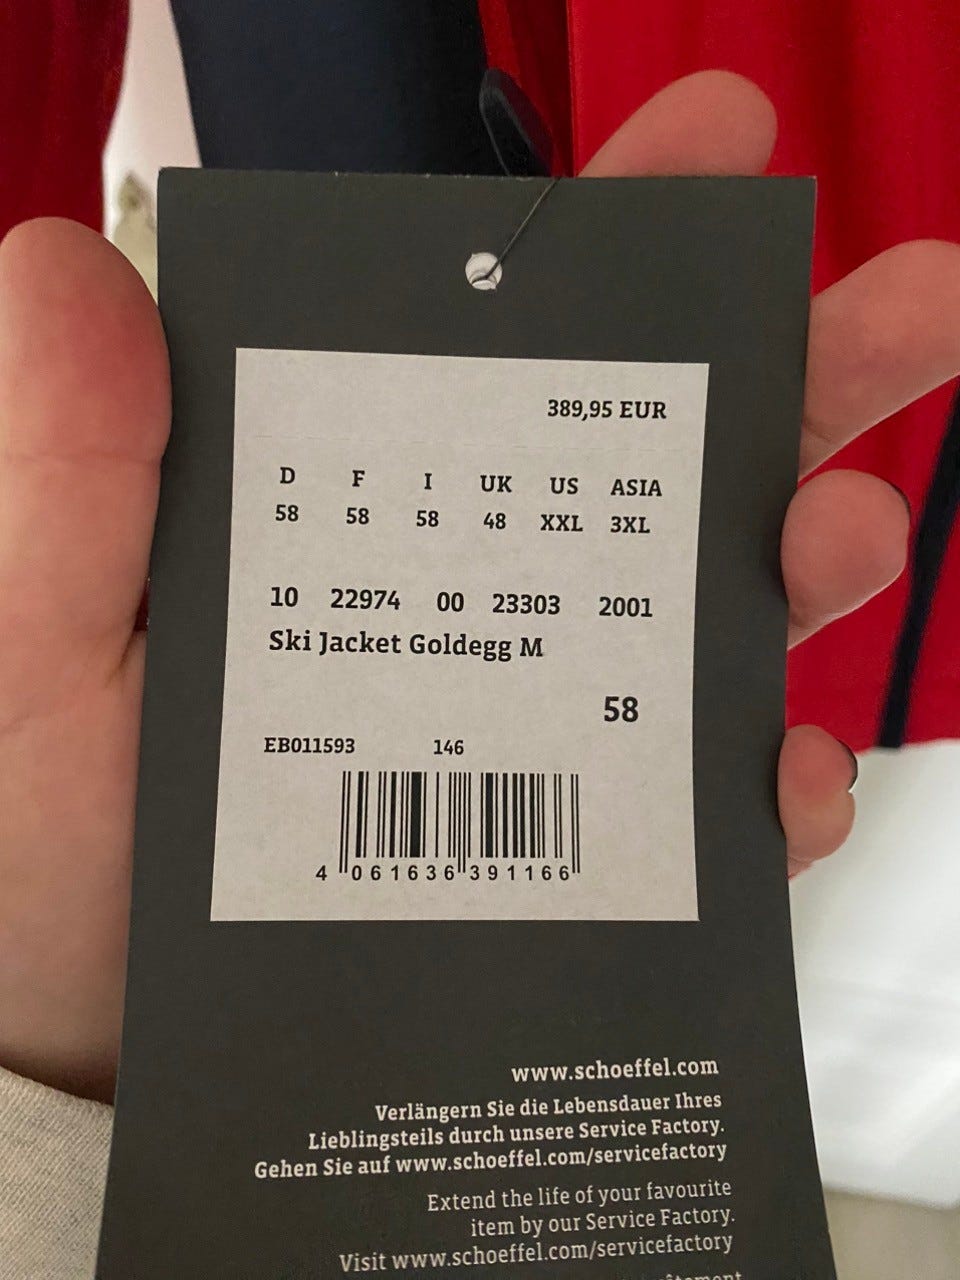 389,95 EUR
D F I UK US ASIA
58 58 58 48 XXL 3XL
10 22974 00 23303 2001
Ski Jacket Goldegg M
58
EB011593 146
4 061636 391166
www.schoeffel.com
Verlängern Sie die Lebensdauer Ihres
Lieblingsteils durch unsere Service Factory.
Gehen Sie auf www.schoeffel.com/servicefactory
Extend the life of your favourite
item by our Service Factory.
Visit www.schoeffel.com/servicefactory